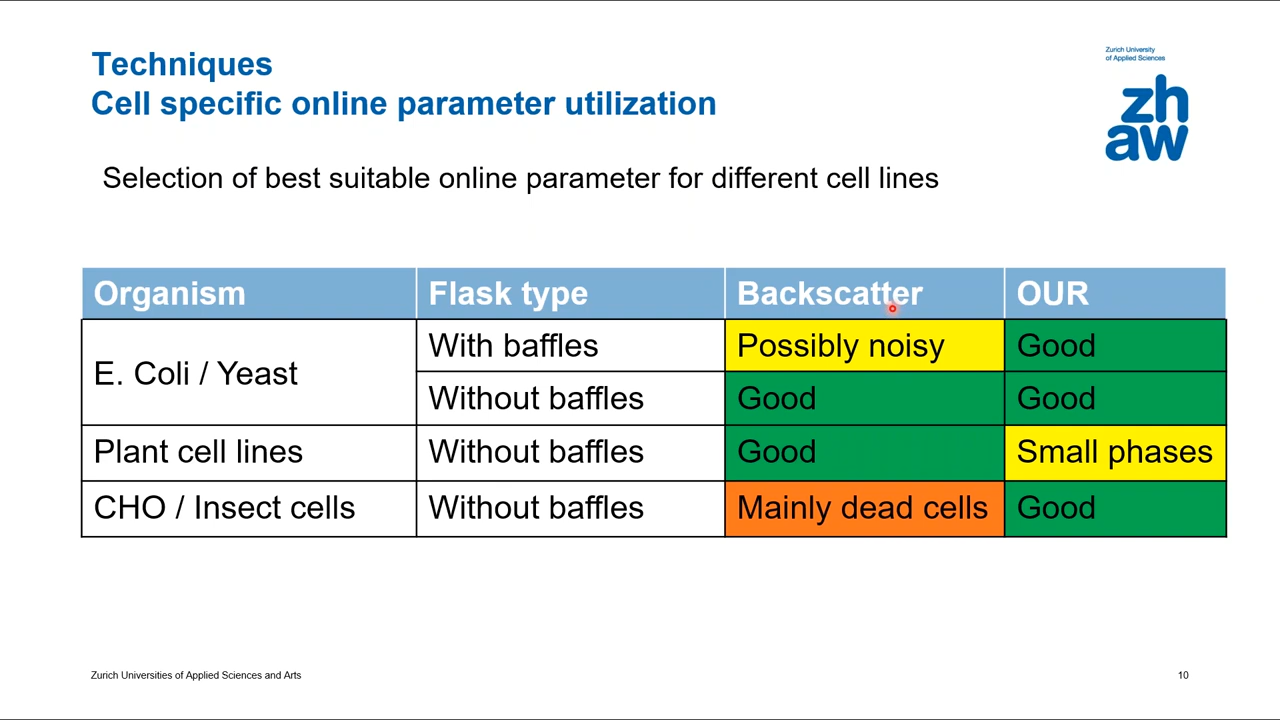 Techniques
Cell specific online parameter utilization
Zurich University
of Applied Sciences
zh
aw
Selection of best suitable online parameter for different cell lines
Organism Flask type Backscatter OUR
E. Coli / Yeast With baffles Possibly noisy Good
Without baffles Good Good
Plant cell lines Without baffles Good Small phases
CHO / Insect cells Without baffles Mainly dead cells Good
Zurich Universities of Applied Sciences and Arts
10